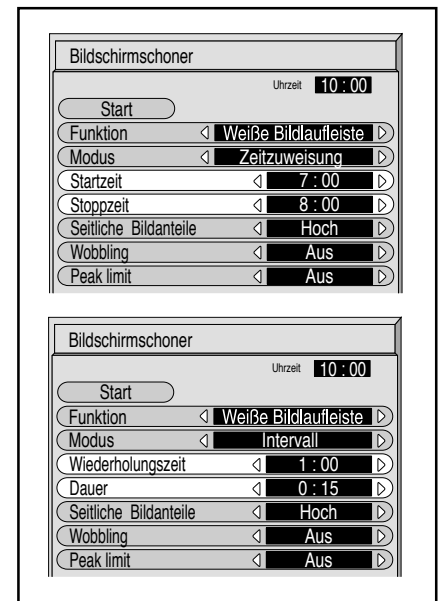 Bildschirmschoner
Uhrzeit 10 : 00
Start
Funktion Weiße Bildlaufleiste
Modus Zeitzuweisung
Startzeit 7 : 00
Stoppzeit 8 : 00
Seitliche Bildanteile Hoch
Wobbling Aus
Peak limit Aus
Bildschirmschoner
Uhrzeit 10 : 00
Start
Funktion Weiße Bildlaufleiste
Modus Intervall
Wiederholungszeit 1 : 00
Dauer 0 : 15
Seitliche Bildanteile Hoch
Wobbling Aus
Peak limit Aus